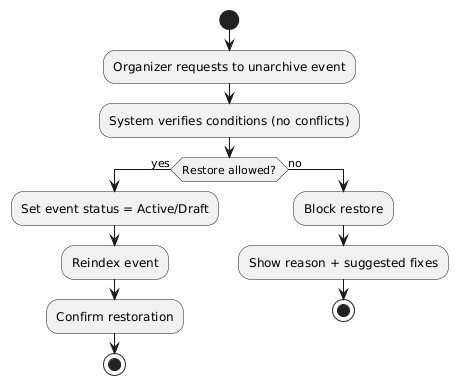 Organizer requests to unarchive event
System verifies conditions (no conflicts)
Restore allowed?
yes
no
Set event status = Active/Draft
Block restore
Reindex event
Show reason + suggested fixes
Confirm restoration